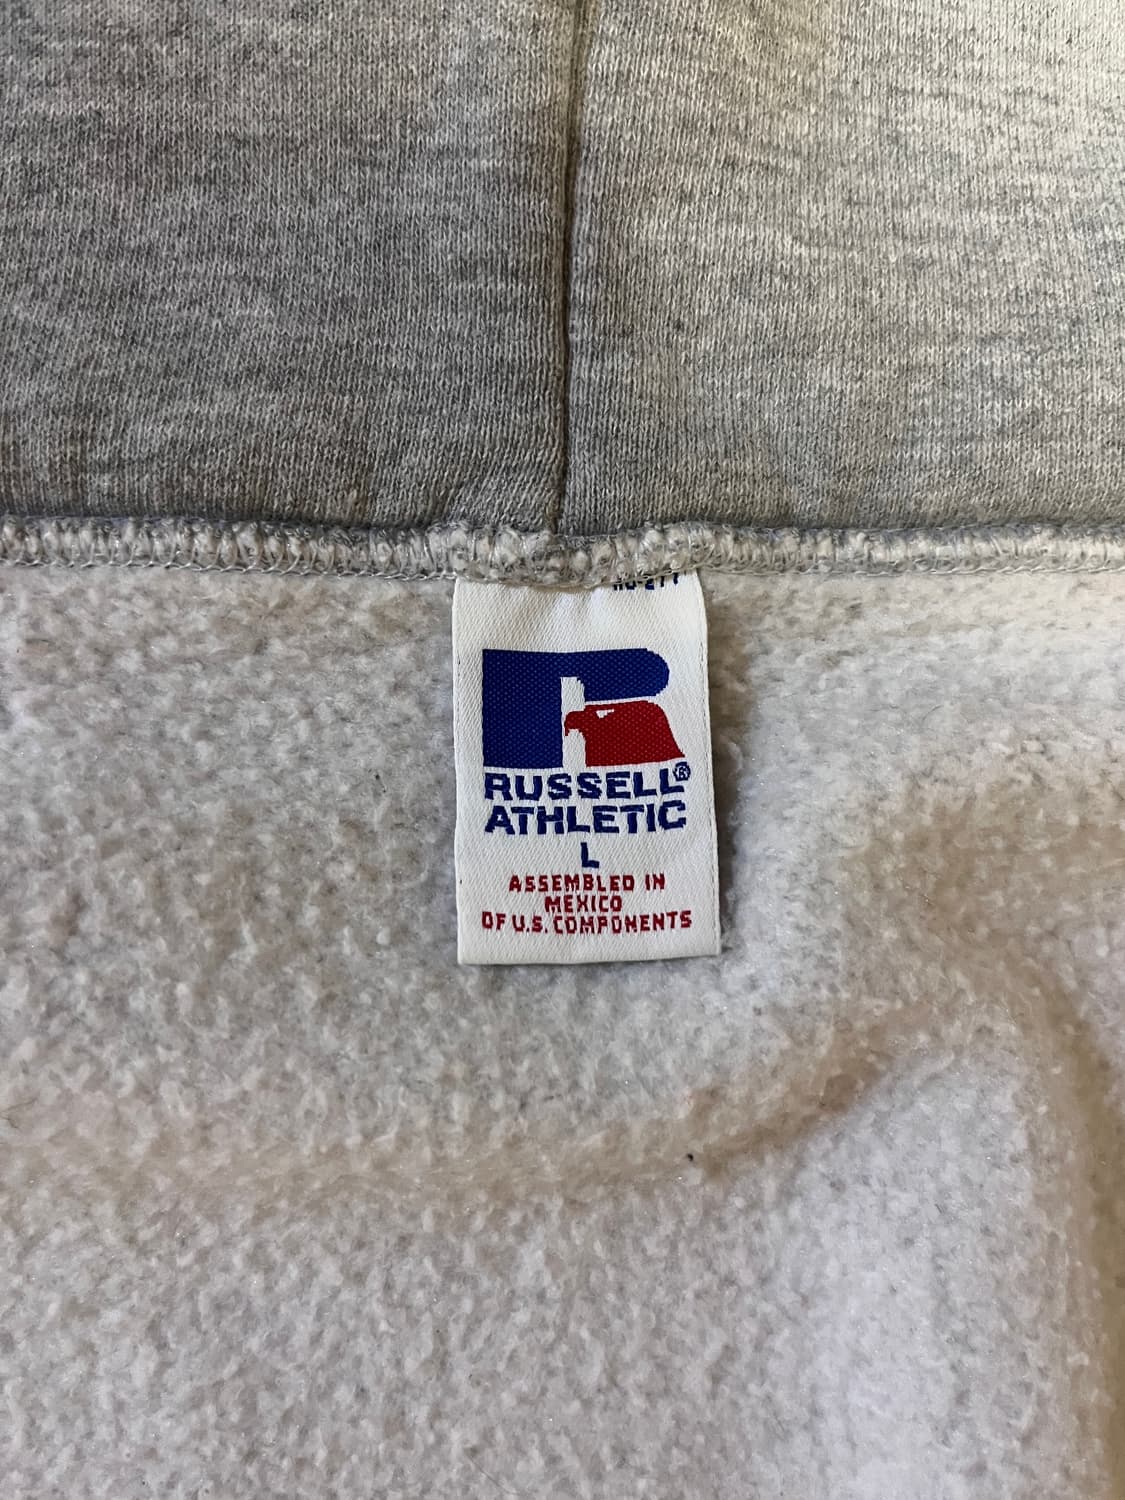 RUSSELL®
ATHLETIC
L
ASSEMBLED IN
MEXICO
OF U.S. COMPONENTS